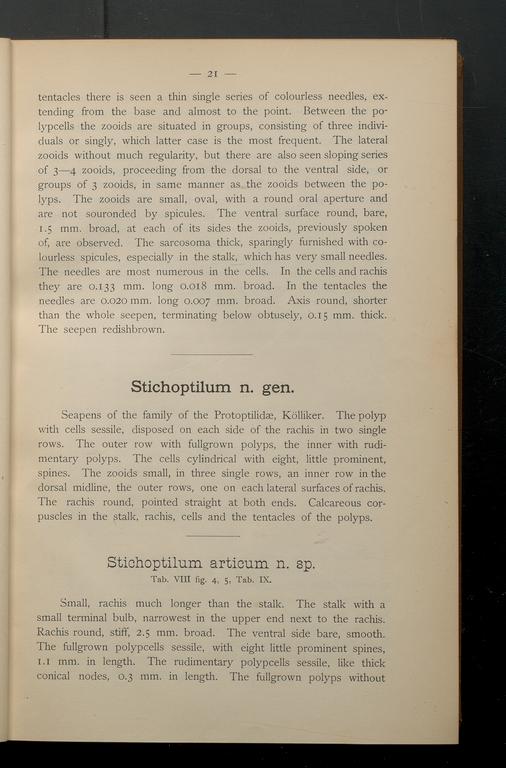 — 21 —
tentacles there is seen a thin single series of colourless needles, ex-
tending from the base and almost to the point. Between the po-
lypcells the zooids are situated in groups, consisting of three indivi-
duals or singly, which latter case is the most frequent. The lateral
zooids without much regularity, but there are also seen sloping series
of 3—4 zooids, proceeding from the dorsal to the ventral side, or
groups of 3 zooids, in same manner as the zooids between the po-
lyps. The zooids are small, oval, with a round oral aperture and
are not souronded by spicules. The ventral surface round, bare,
1.5 mm. broad, at each of its sides the zooids, previously spoken
of, are observed. The sarcosoma thick, sparingly furnished with co-
lourless spicules, especially in the stalk, which has very small needles.
The needles are most numerous in the cells. In the cells and rachis
they are 0.133 mm. long 0.018 mm. broad. In the tentacles the
needles are 0.020 mm. long 0.007 mm. broad. Axis round, shorter
than the whole seepen, terminating below obtusely, 0.15 mm. thick.
The seepen redishbrown.
Stichoptilum n. gen.
Seapens of the family of the Protoptilidæ, Kölliker. The polyp
with cells sessile, disposed on each side of the rachis in two single
rows. The outer row with fullgrown polyps, the inner with rudi-
mentary polyps. The cells cylindrical with eight, little prominent,
spines. The zooids small, in three single rows, an inner row in the
dorsal midline, the outer rows, one on each lateral surfaces of rachis.
The rachis round, pointed straight at both ends. Calcareous cor-
puscles in the stalk, rachis, cells and the tentacles of the polyps.
Stichoptilum articum n. sp.
Tab. VIII fig. 4, 5, Tab. IX.
Small, rachis much longer than the stalk. The stalk with a
small terminal bulb, narrowest in the upper end next to the rachis.
Rachis round, stiff, 2.5 mm. broad. The ventral side bare, smooth.
The fullgrown polypcells sessile, with eight little prominent spines,
1.1 mm. in length. The rudimentary polypcells sessile, like thick
conical nodes, 0.3 mm. in length. The fullgrown polyps without